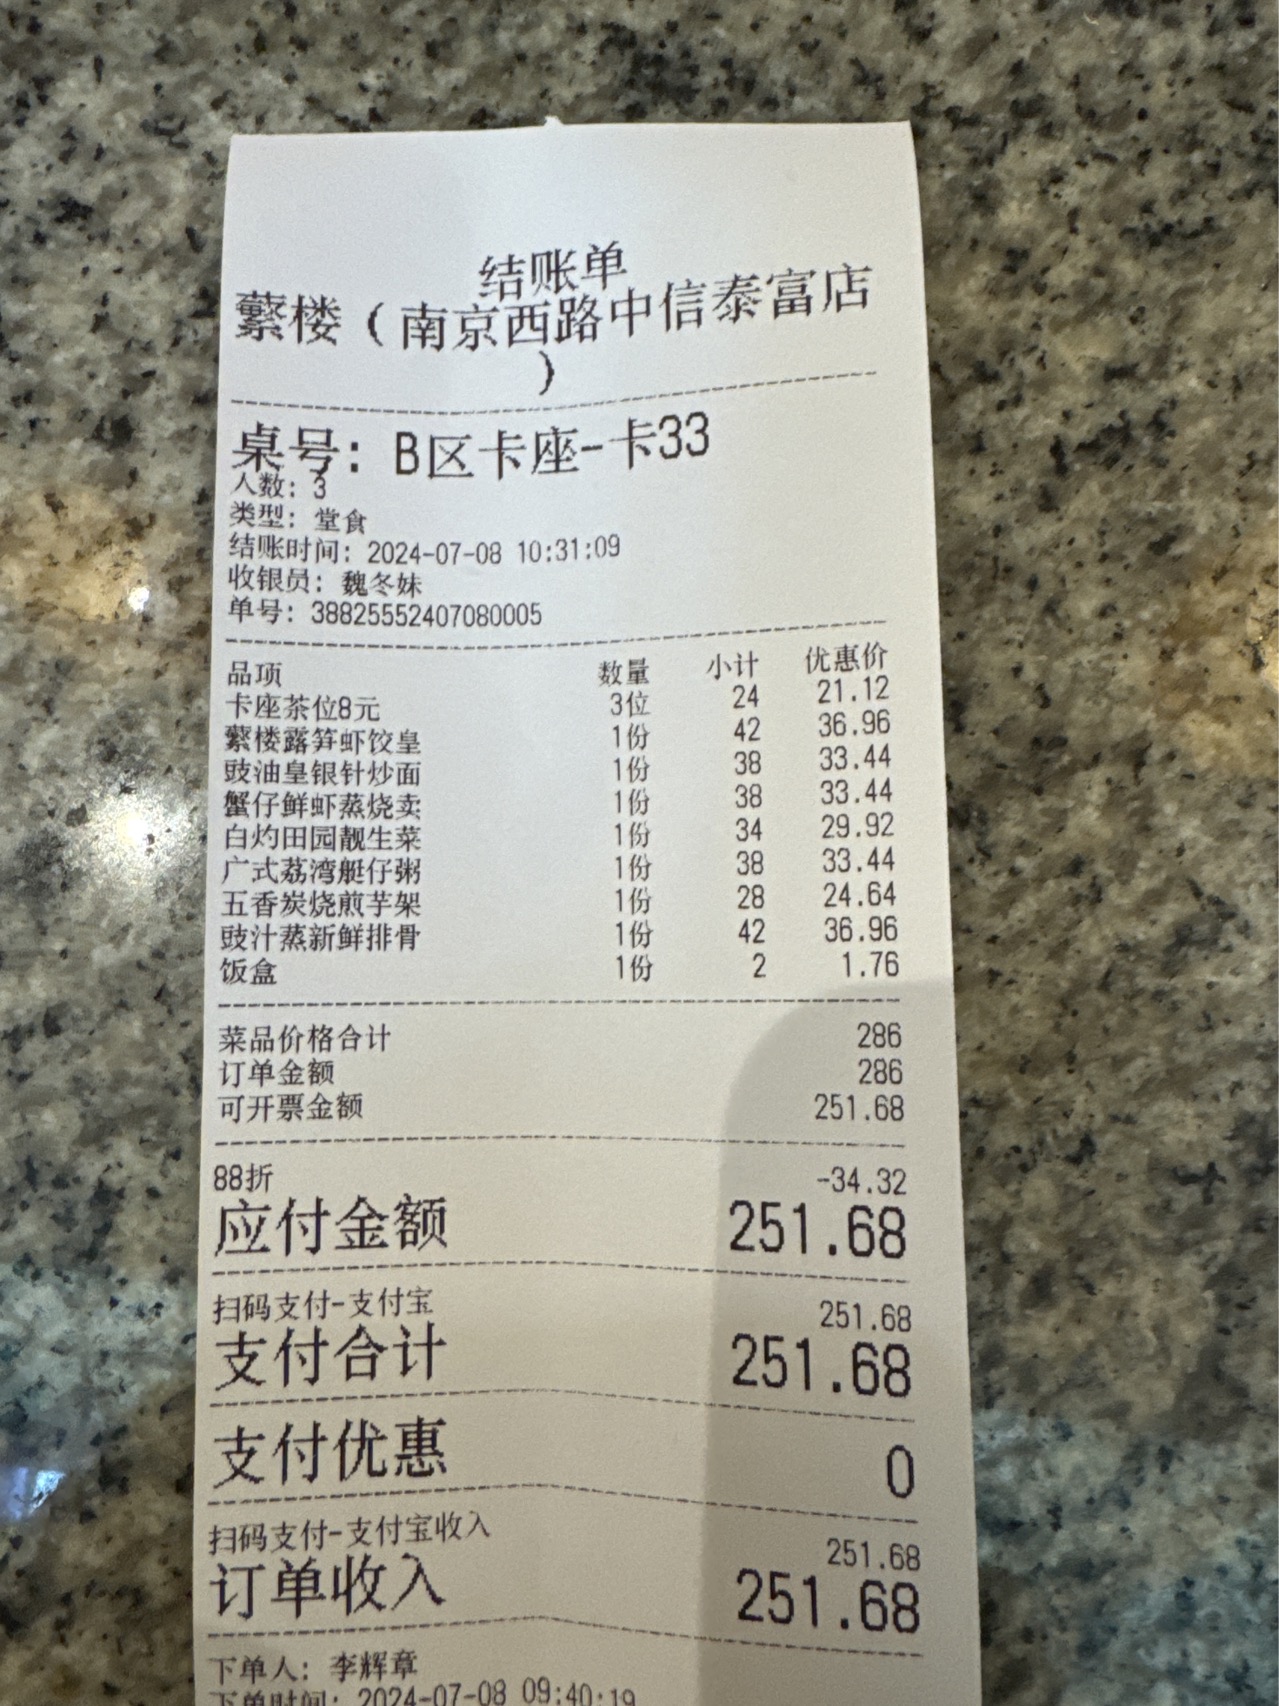 结账单
蘩楼（南京西路中信泰富店
）
桌号：B区卡座-卡33
人数：3
类型：堂食
结账时间：2024-07-08 10:31:09
收银员：魏冬妹
单号：38825552407080005
品项 数量 小计 优惠价
卡座茶位8元 3位 24 21.12
蘩楼露笋虾饺皇 1份 42 36.96
豉油皇银针炒面 1份 38 33.44
蟹仔鲜虾蒸烧卖 1份 38 33.44
白灼田园靓生菜 1份 34 29.92
广式荔湾艇仔粥 1份 38 33.44
五香炭烧煎芋架 1份 28 24.64
豉汁蒸新鲜排骨 1份 42 36.96
饭盒 1份 2 1.76
菜品价格合计 286
订单金额 286
可开票金额 251.68
88折 -34.32
应付金额 251.68
扫码支付-支付宝 251.68
支付合计 251.68
支付优惠 0
扫码支付-支付宝收入 251.68
订单收入 251.68
下单人：李辉章
下单时间：2024-07-08 09:40:19